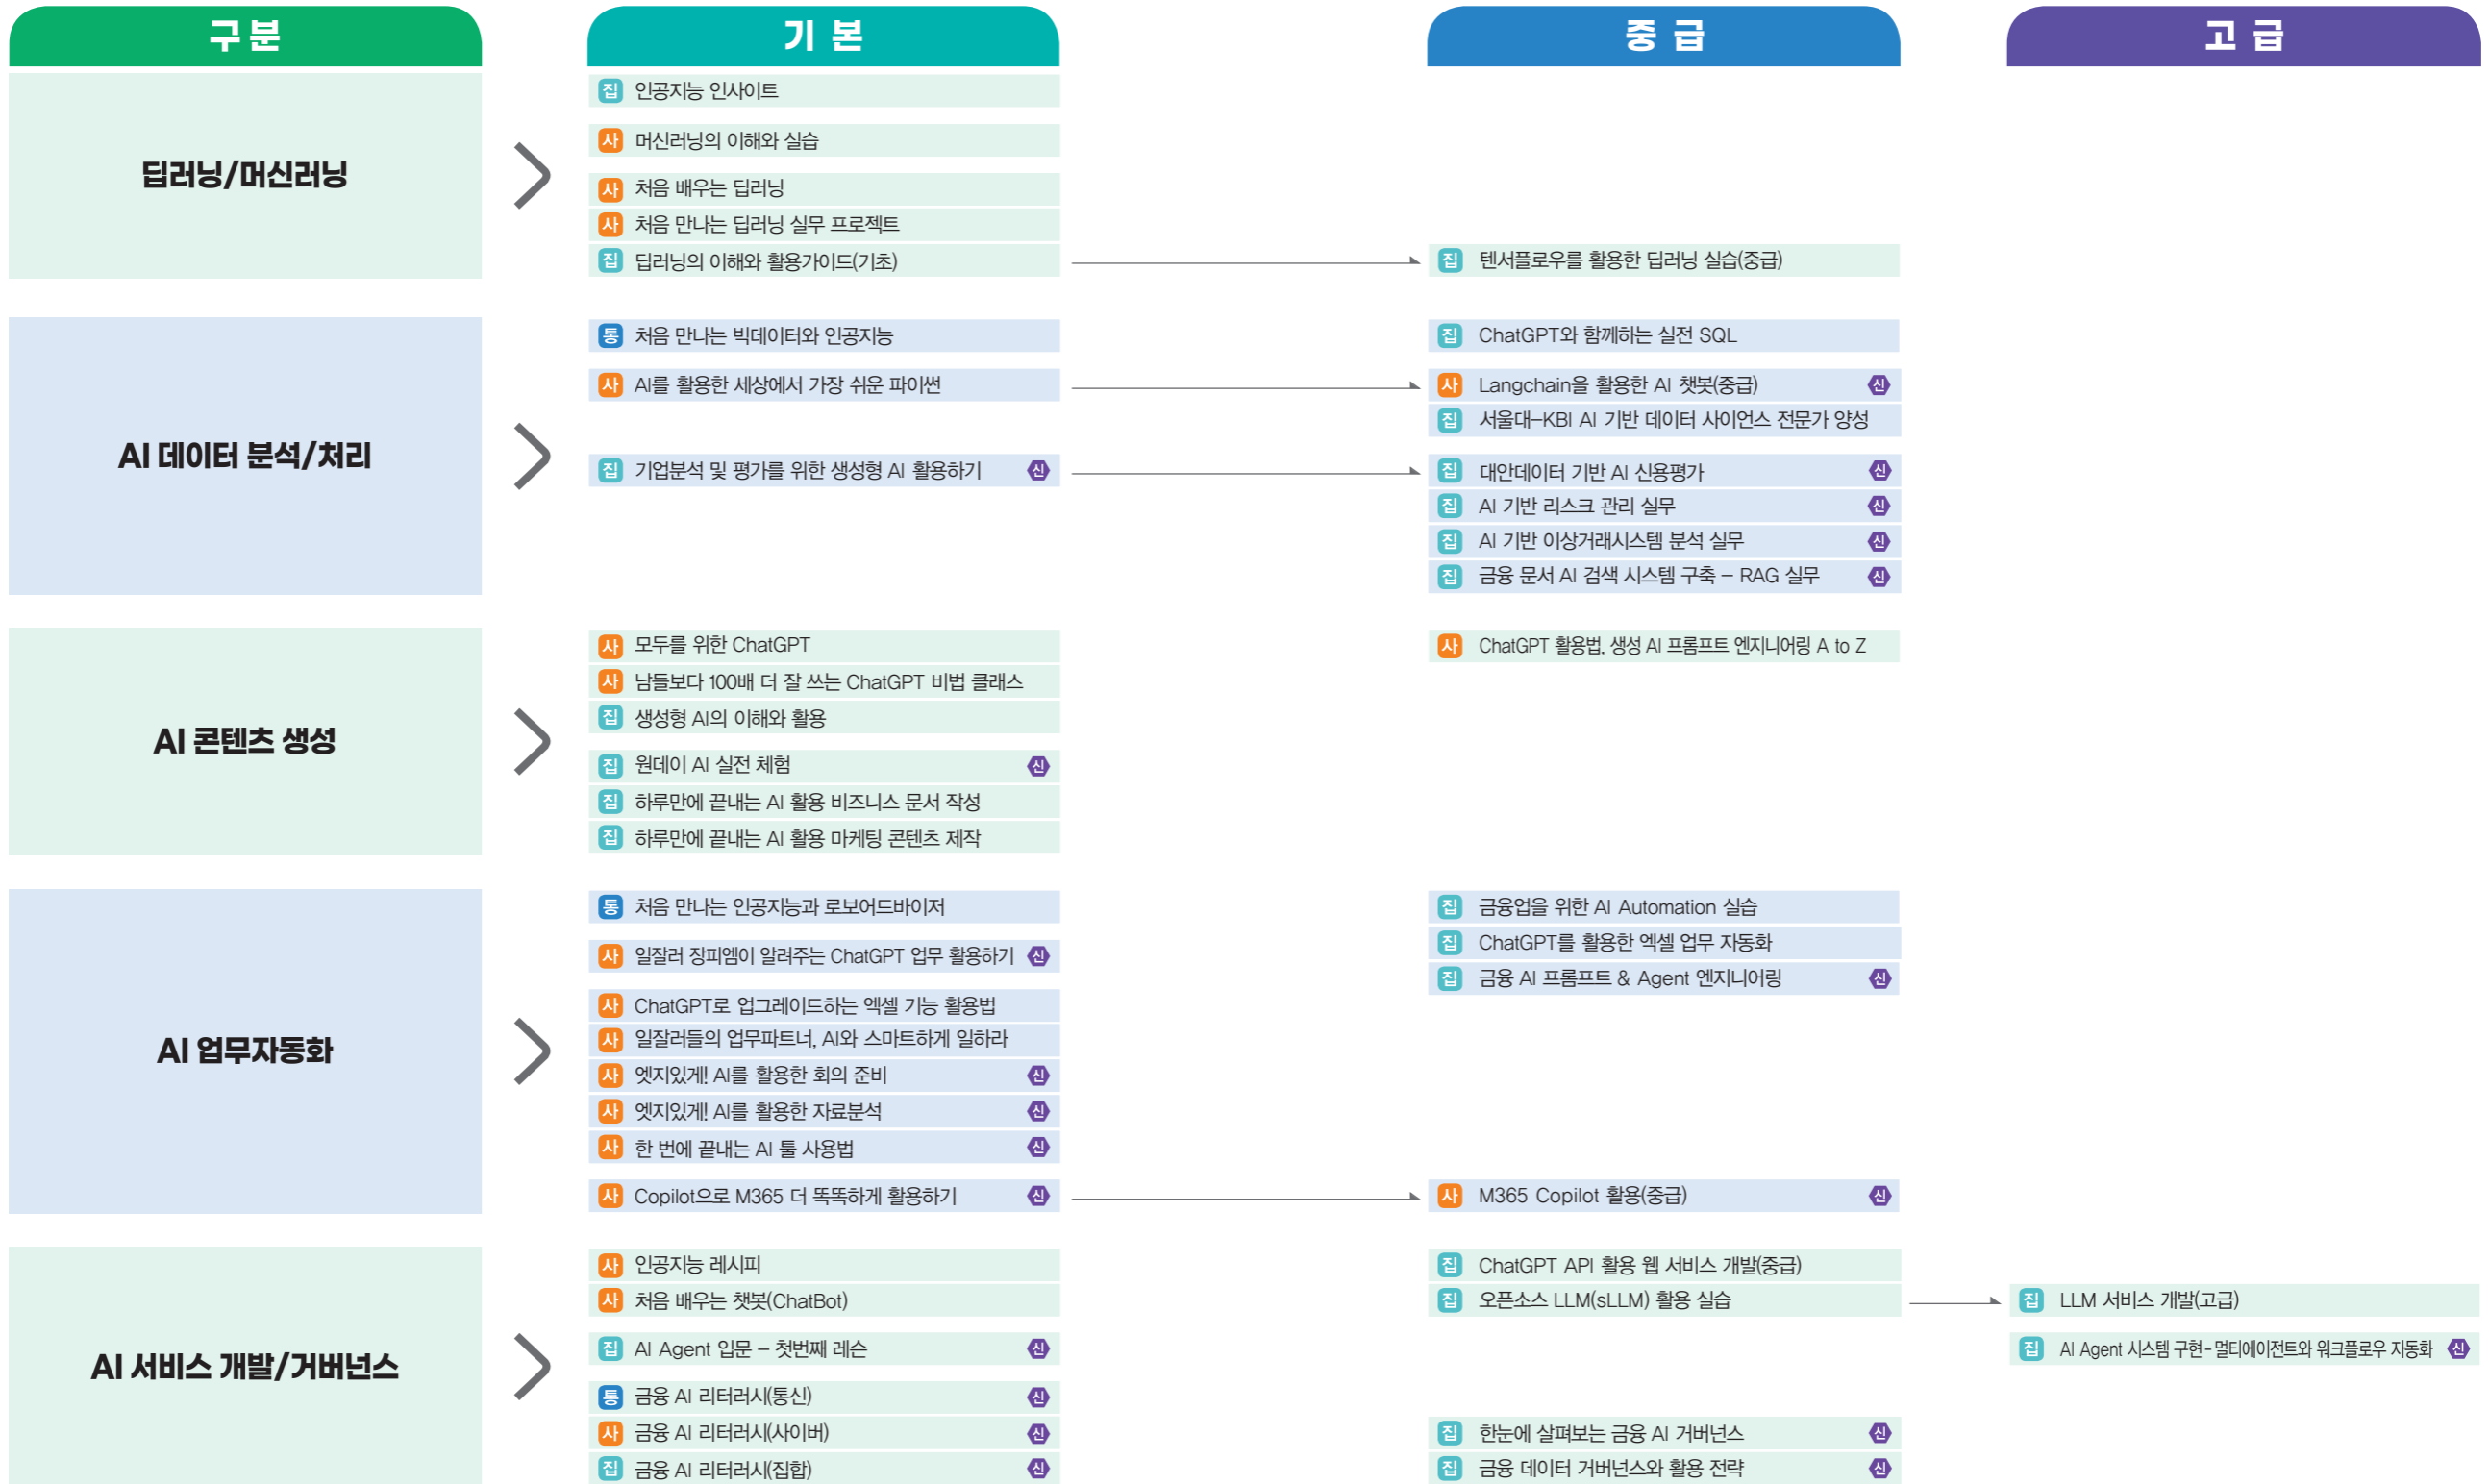 구분 기본 중급 고급
딥러닝/머신러닝
집 인공지능 인사이트
사 머신러닝의 이해와 실습
사 처음 배우는 딥러닝
사 처음 만나는 딥러닝 실무 프로젝트
집 딥러닝의 이해와 활용가이드(기초)
집 텐서플로우를 활용한 딥러닝 실습(중급)
AI 데이터 분석/처리
통 처음 만나는 빅데이터와 인공지능
집 ChatGPT와 함께하는 실전 SQL
사 AI를 활용한 세상에서 가장 쉬운 파이썬
사 Langchain을 활용한 AI 챗봇(중급) 신
집 서울대-KBI AI 기반 데이터 사이언스 전문가 양성
집 기업분석 및 평가를 위한 생성형 AI 활용하기 신
집 대안데이터 기반 AI 신용평가 신
집 AI 기반 리스크 관리 실무 신
집 AI 기반 이상거래시스템 분석 실무 신
집 금융 문서 AI 검색 시스템 구축 - RAG 실무 신
AI 콘텐츠 생성
사 모두를 위한 ChatGPT
사 ChatGPT 활용법, 생성 AI 프롬프트 엔지니어링 A to Z
사 남들보다 100배 더 잘 쓰는 ChatGPT 비법 클래스
집 생성형 AI의 이해와 활용
집 원데이 AI 실전 체험 신
집 하루만에 끝내는 AI 활용 비즈니스 문서 작성
집 하루만에 끝내는 AI 활용 마케팅 콘텐츠 제작
AI 업무자동화
통 처음 만나는 인공지능과 로보어드바이저
집 금융업을 위한 AI Automation 실습
집 ChatGPT를 활용한 엑셀 업무 자동화
사 일잘러 장피엠이 알려주는 ChatGPT 업무 활용하기 신
집 금융 AI 프롬프트 & Agent 엔지니어링 신
사 ChatGPT로 업그레이드하는 엑셀 기능 활용법
사 일잘러들의 업무파트너, AI와 스마트하게 일하라
사 엣지있게! AI를 활용한 회의 준비 신
사 엣지있게! AI를 활용한 자료분석 신
사 한 번에 끝내는 AI 툴 사용법 신
사 Copilot으로 M365 더 똑똑하게 활용하기 신
사 M365 Copilot 활용(중급) 신
AI 서비스 개발/거버넌스
사 인공지능 레시피
집 ChatGPT API 활용 웹 서비스 개발(중급)
사 처음 배우는 챗봇(ChatBot)
집 오픈소스 LLM(sLLM) 활용 실습
집 LLM 서비스 개발(고급)
집 AI Agent 입문 - 첫번째 레슨 신
집 AI Agent 시스템 구현-멀티에이전트와 워크플로우 자동화 신
통 금융 AI 리터러시(통신) 신
사 금융 AI 리터러시(사이버) 신
집 한눈에 살펴보는 금융 AI 거버넌스 신
집 금융 AI 리터러시(집합) 신
집 금융 데이터 거버넌스와 활용 전략 신